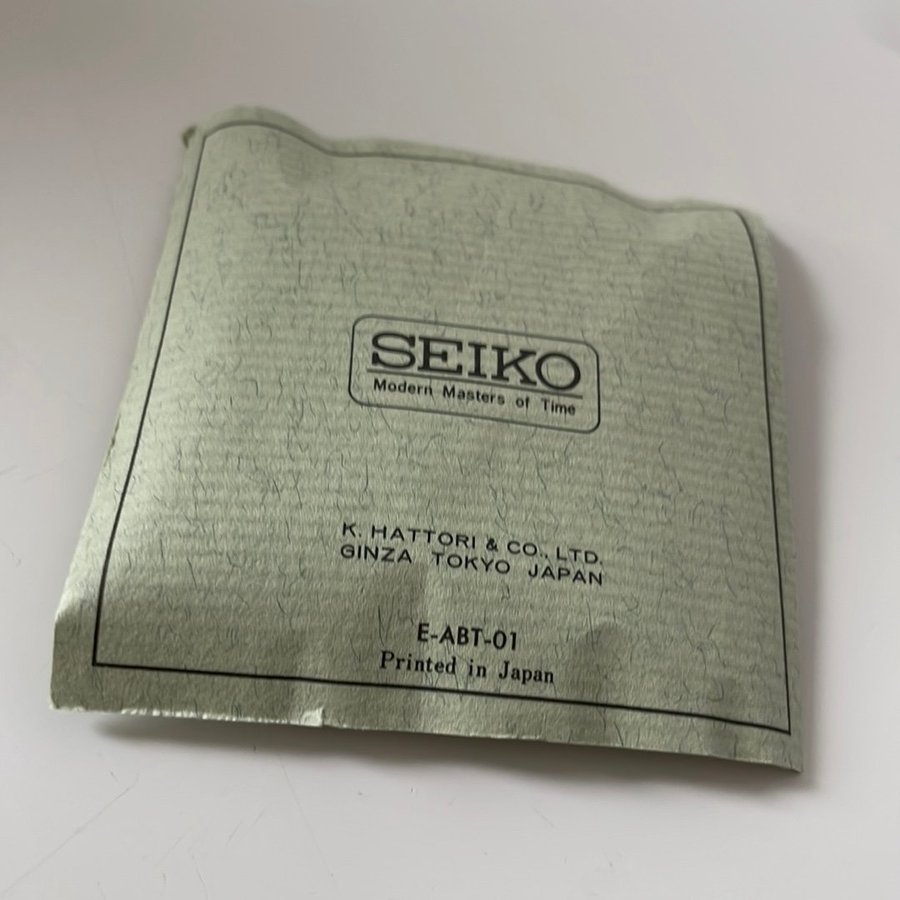 SEIKO
Modern Masters of Time
K. HATTORI & CO., LTD.
GINZA TOKYO JAPAN
E-ABT-01
Printed in Japan